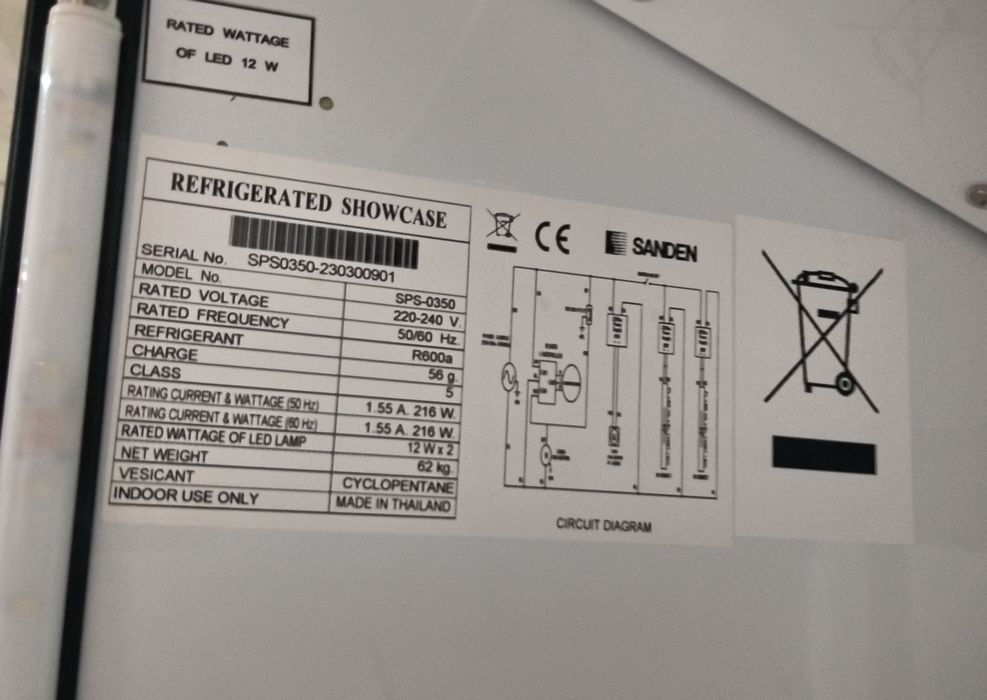 RATED WATTAGE
OF LED 12 W
REFRIGERATED SHOWCASE
SERIAL No. SPS0350-230300901
MODEL No. SPS-0350
RATED VOLTAGE 220-240 V.
RATED FREQUENCY 50/60 Hz.
REFRIGERANT R600a
CHARGE 56 g.
CLASS 5
RATING CURRENT & WATTAGE (50 Hz) 1.55 A. 216 W.
RATING CURRENT & WATTAGE (60 Hz) 1.55 A. 216 W.
RATED WATTAGE OF LED LAMP 12 W x 2
NET WEIGHT 62 kg.
VESICANT CYCLOPENTANE
INDOOR USE ONLY MADE IN THAILAND
CE
SANDEN
CIRCUIT DIAGRAM